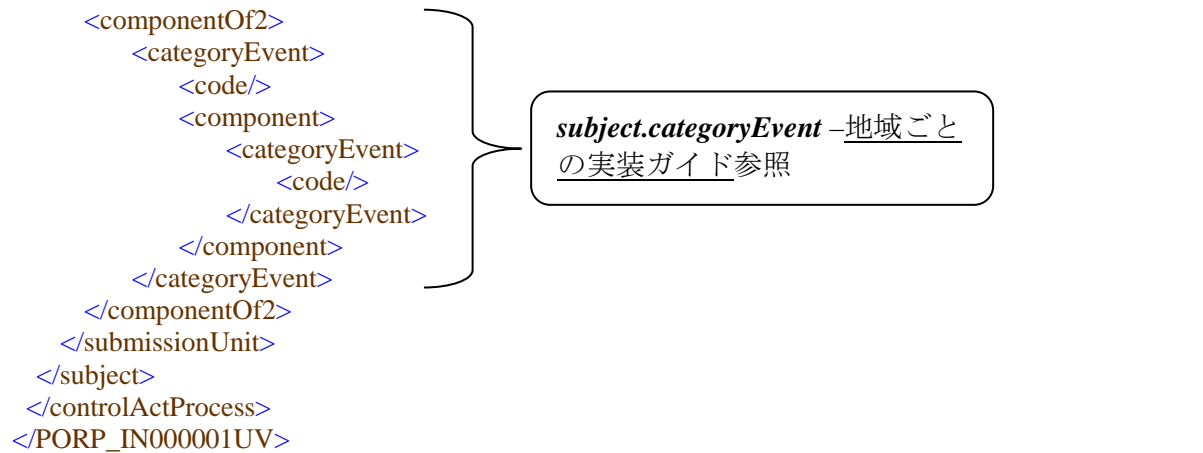 <componentOf2>
<categoryEvent>
<code/>
<component>
<categoryEvent>
<code/>
</categoryEvent>
</component>
</categoryEvent>
</componentOf2>
</submissionUnit>
</subject>
</controlActProcess>
</PORP_IN000001UV>
subject.categoryEvent –地域ごと
の実装ガイド参照